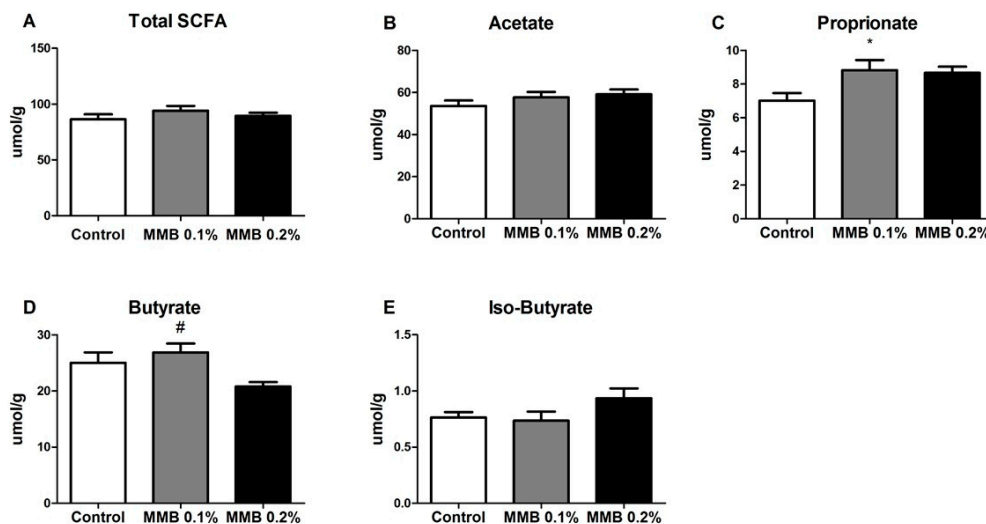 A
Total SCFA
umol/g
150
100
50
0
Control MMB 0.1% MMB 0.2%
B
Acetate
umol/g
80
60
40
20
0
Control MMB 0.1% MMB 0.2%
C
Proprionate
*
umol/g
10
8
6
4
2
0
Control MMB 0.1% MMB 0.2%
D
Butyrate
#
umol/g
30
20
10
0
Control MMB 0.1% MMB 0.2%
E
Iso-Butyrate
umol/g
1.5
1.0
0.5
0.0
Control MMB 0.1% MMB 0.2%